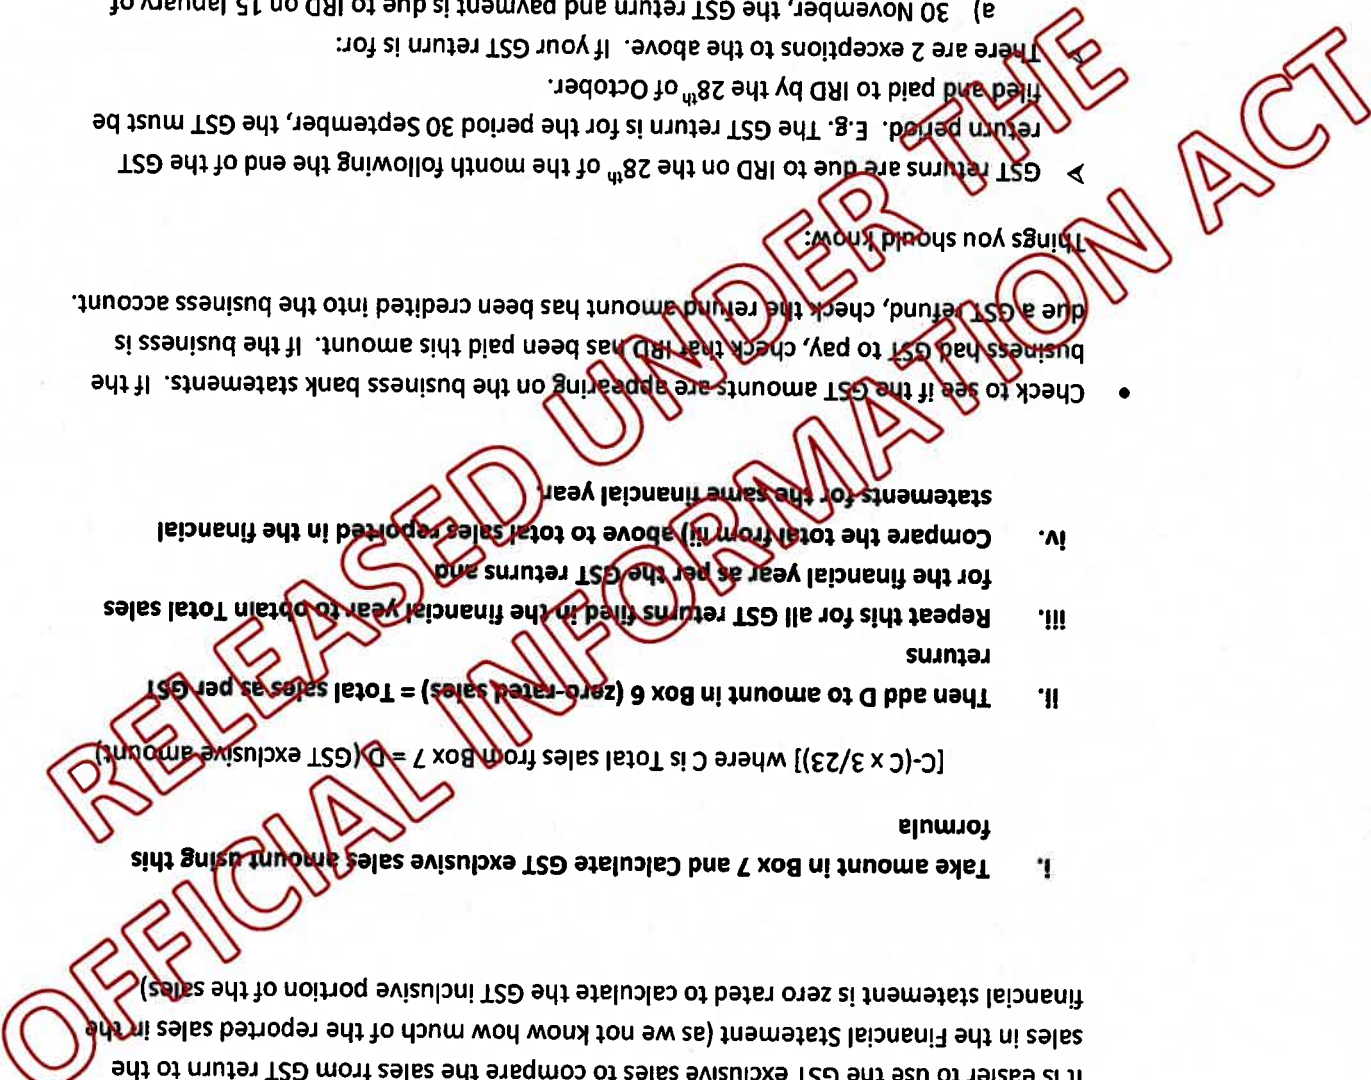 It is easier to use the GST exclusive sales to compare the sales from GST return to the
sales in the Financial Statement (as we not know how much of the reported sales in the
financial statement is zero rated to calculate the GST inclusive portion of the sales)
i. Take amount in Box 7 and Calculate GST exclusive sales amount using this
formula
[C-(C x 3/23)] where C is Total sales from Box 7 = D (GST exclusive amount)
ii. Then add D to amount in Box 6 (zero-rated sales) = Total sales as per GST
returns
iii. Repeat this for all GST returns filed in the financial year to obtain Total sales
for the financial year as per the GST returns and
iv. Compare the total from iii) above to total sales reported in the financial
statements for the same financial year.
• Check to see if the GST amounts are appearing on the business bank statements. If the
business had GST to pay, check that IRD has been paid this amount. If the business is
due a GST refund, check the refund amount has been credited into the business account.
Things you should know:
➤ GST returns are due to IRD on the 28th of the month following the end of the GST
return period. E.g. The GST return is for the period 30 September, the GST must be
filed and paid to IRD by the 28th of October.
➤ There are 2 exceptions to the above. If your GST return is for:
a) 30 November, the GST return and payment is due to IRD on 15 January of
RELEASED UNDER THE
OFFICIAL INFORMATION ACT